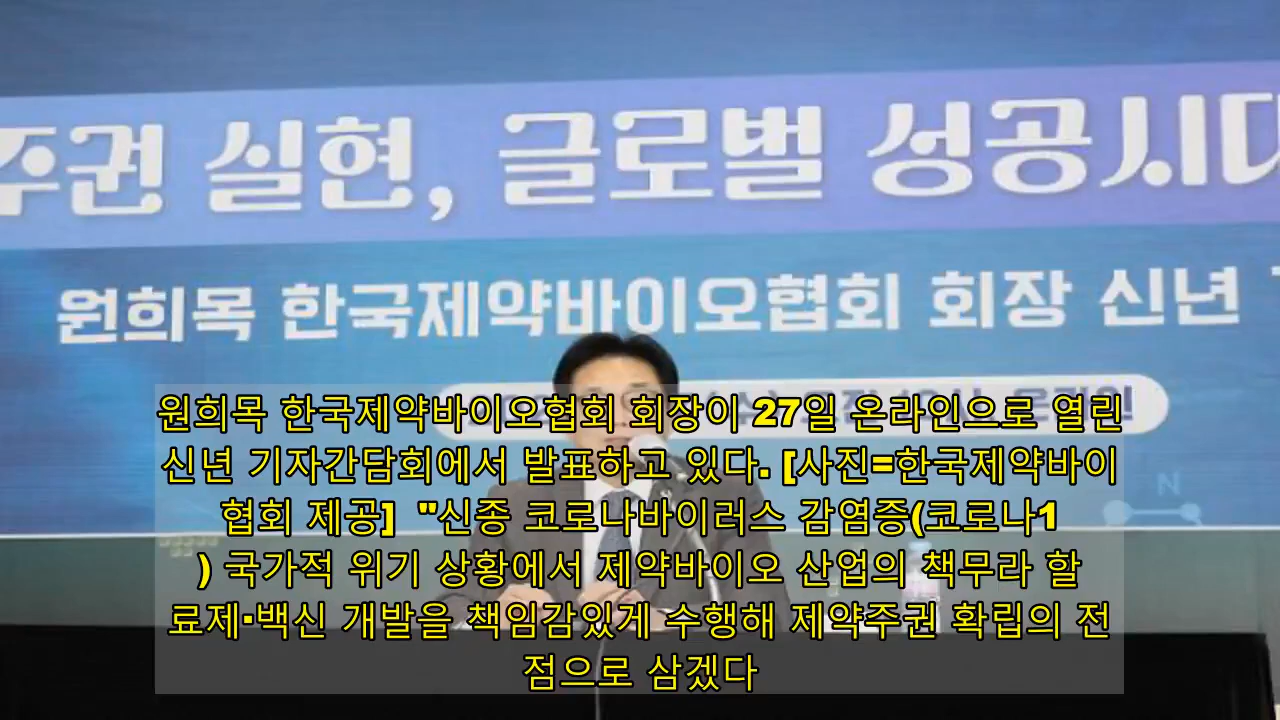 주권 실현, 글로벌 성공시대
원희목 한국제약바이오협회 회장 신년
온라인
N
원희목 한국제약바이오협회 회장이 27일 온라인으로 열린
신년 기자간담회에서 발표하고 있다. [사진=한국제약바이
협회 제공] "신종 코로나바이러스 감염증(코로나1
) 국가적 위기 상황에서 제약바이오 산업의 책무라 할
료제·백신 개발을 책임감있게 수행해 제약주권 확립의 전
점으로 삼겠다